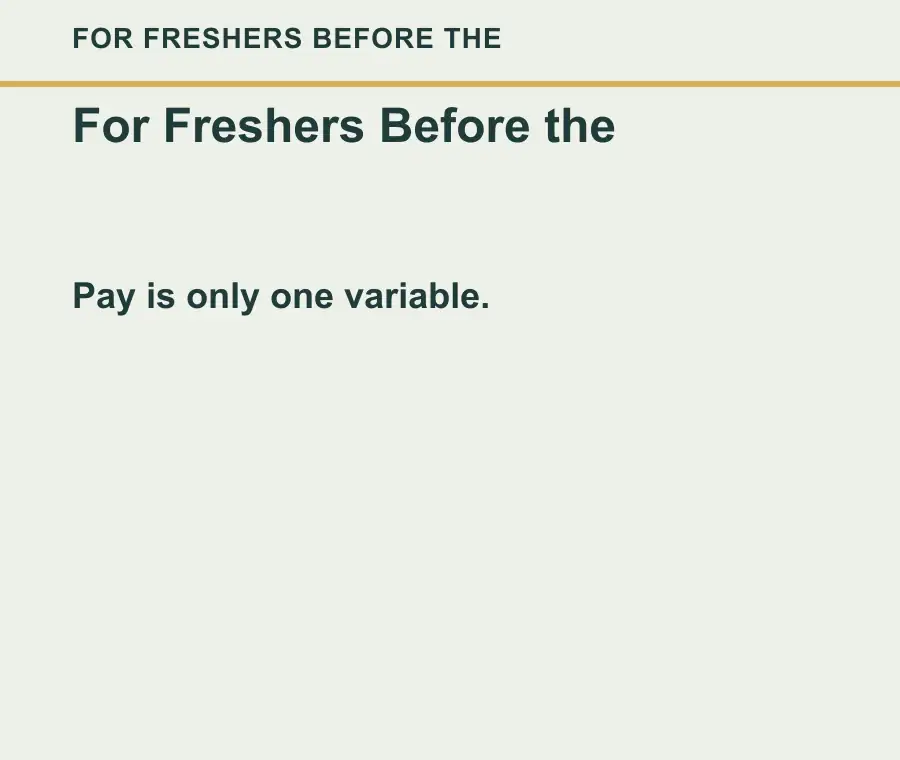 FOR FRESHERS BEFORE THE
For Freshers Before the
Pay is only one variable.